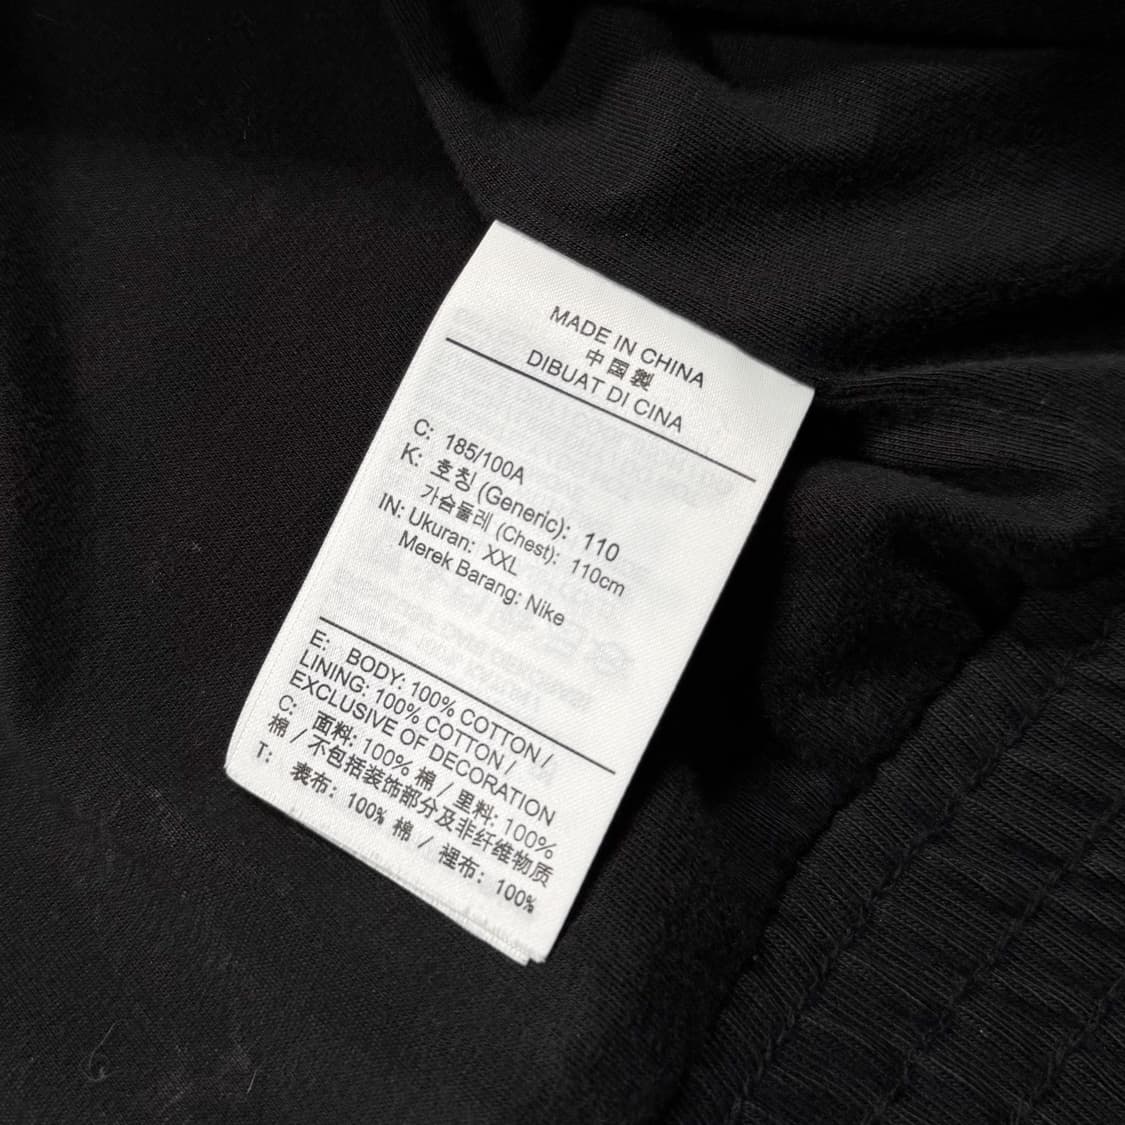 MADE IN CHINA
中国製
DIBUAT DI CINA
C: 185/100A
K: 호칭 (Generic): 110
가슴둘레 (Chest): 110cm
IN: Ukuran: XXL
Merek Barang: Nike
E: BODY: 100% COTTON /
LINING: 100% COTTON /
EXCLUSIVE OF DECORATION
C: 面料: 100% 棉 / 里料: 100%
棉 / 不包括装饰部分及非纤维物质
T: 表布: 100% 棉 / 裡布: 100%